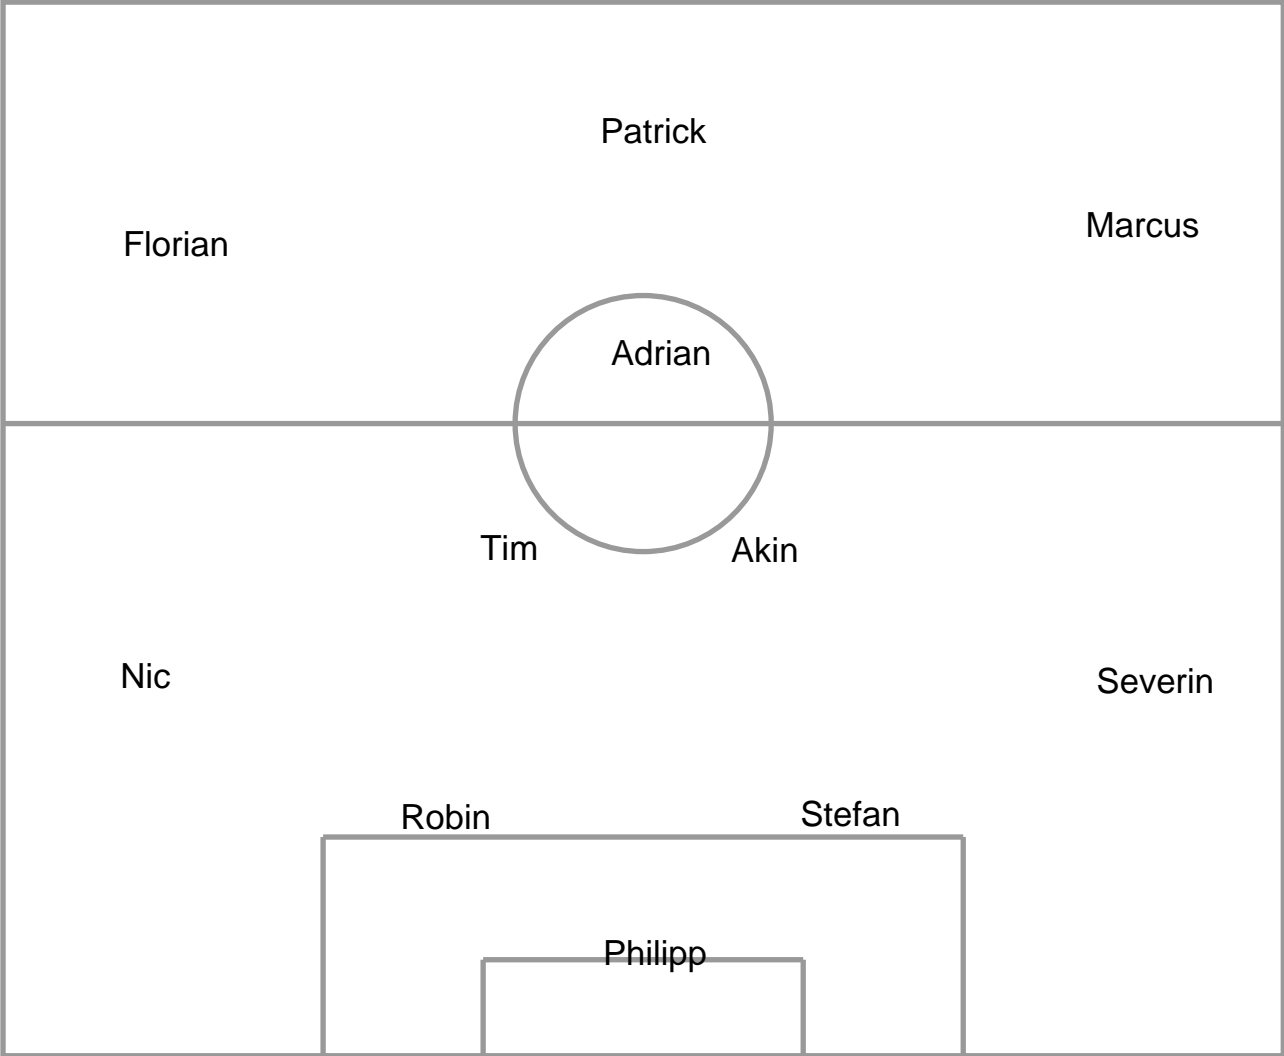 Patrick
Marcus
Florian
Adrian
Tim
Akin
Nic
Severin
Robin
Stefan
Philipp